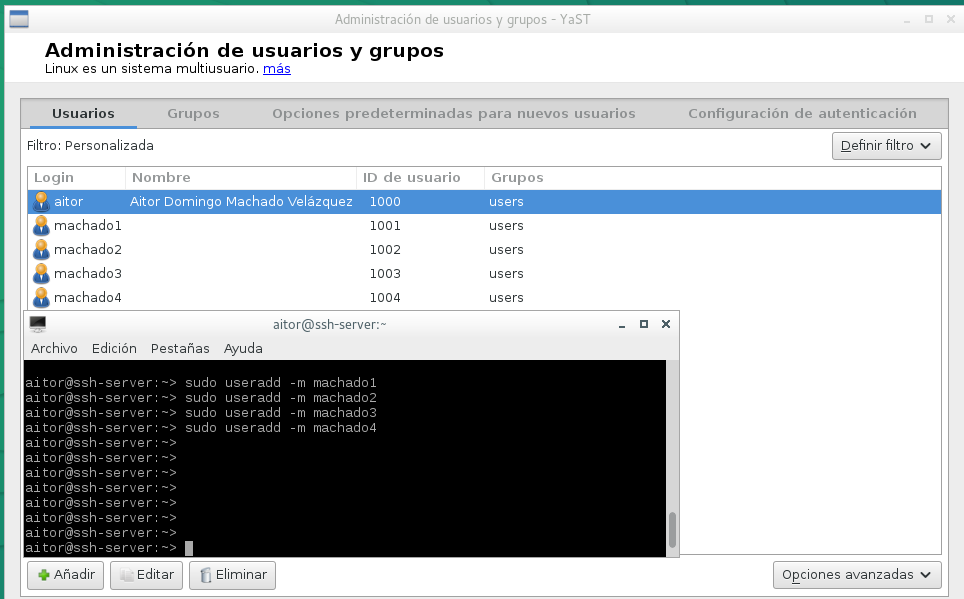 Administración de usuarios y grupos - YaST
Administración de usuarios y grupos
Linux es un sistema multiusuario. más
Usuarios Grupos Opciones predeterminadas para nuevos usuarios Configuración de autenticación
Filtro: Personalizada Definir filtro
Login Nombre ID de usuario Grupos
aitor Aitor Domingo Machado Velázquez 1000 users
machado1 1001 users
machado2 1002 users
machado3 1003 users
machado4 1004 users
aitor@ssh-server:~
Archivo Edición Pestañas Ayuda
aitor@ssh-server:~> sudo useradd -m machado1
aitor@ssh-server:~> sudo useradd -m machado2
aitor@ssh-server:~> sudo useradd -m machado3
aitor@ssh-server:~> sudo useradd -m machado4
aitor@ssh-server:~>
aitor@ssh-server:~>
aitor@ssh-server:~>
aitor@ssh-server:~>
aitor@ssh-server:~>
aitor@ssh-server:~>
aitor@ssh-server:~>
aitor@ssh-server:~>
Añadir Editar Eliminar Opciones avanzadas